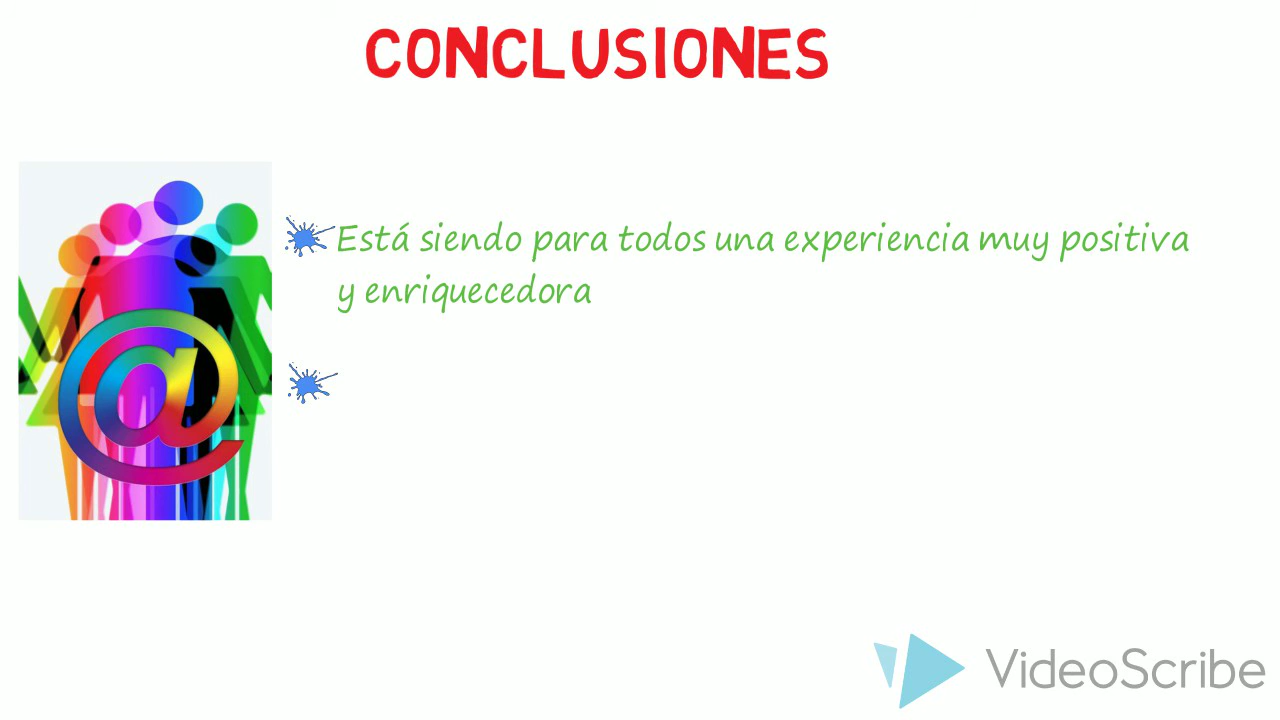 CONCLUSIONES
Está siendo para todos una experiencia muy positiva
y enriquecedora
@
VideoScribe